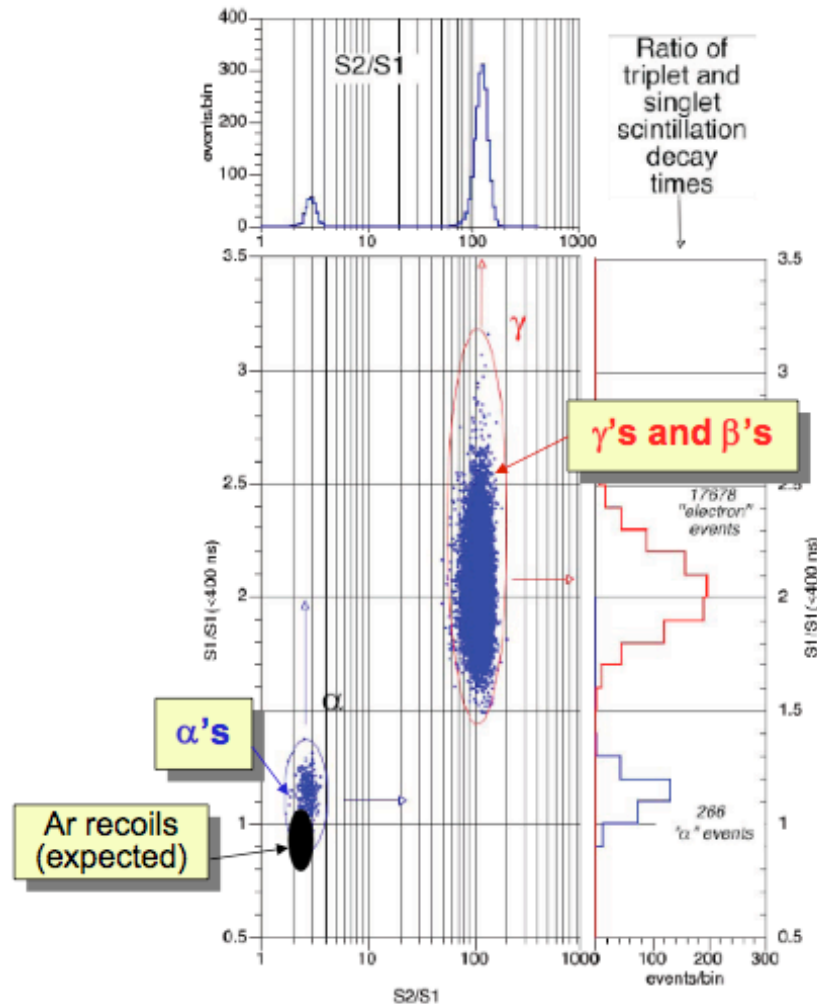 400
300
200
100
0
events/bin
S2/S1
1
10
100
1000
Ratio of
triplet and
singlet
scintillation
decay
times
3.5
3
2.5
2
1.5
1
0.5
S1/S1(<400 ns)
γ
γ's and β's
α
α's
Ar recoils
(expected)
1
10
100
1000
S2/S1
17678
"electron"
events
266
"α" events
0
100
200
300
events/bin
3.5
3
2.5
2
1.5
1
0.5
S1/S1(<400 ns)